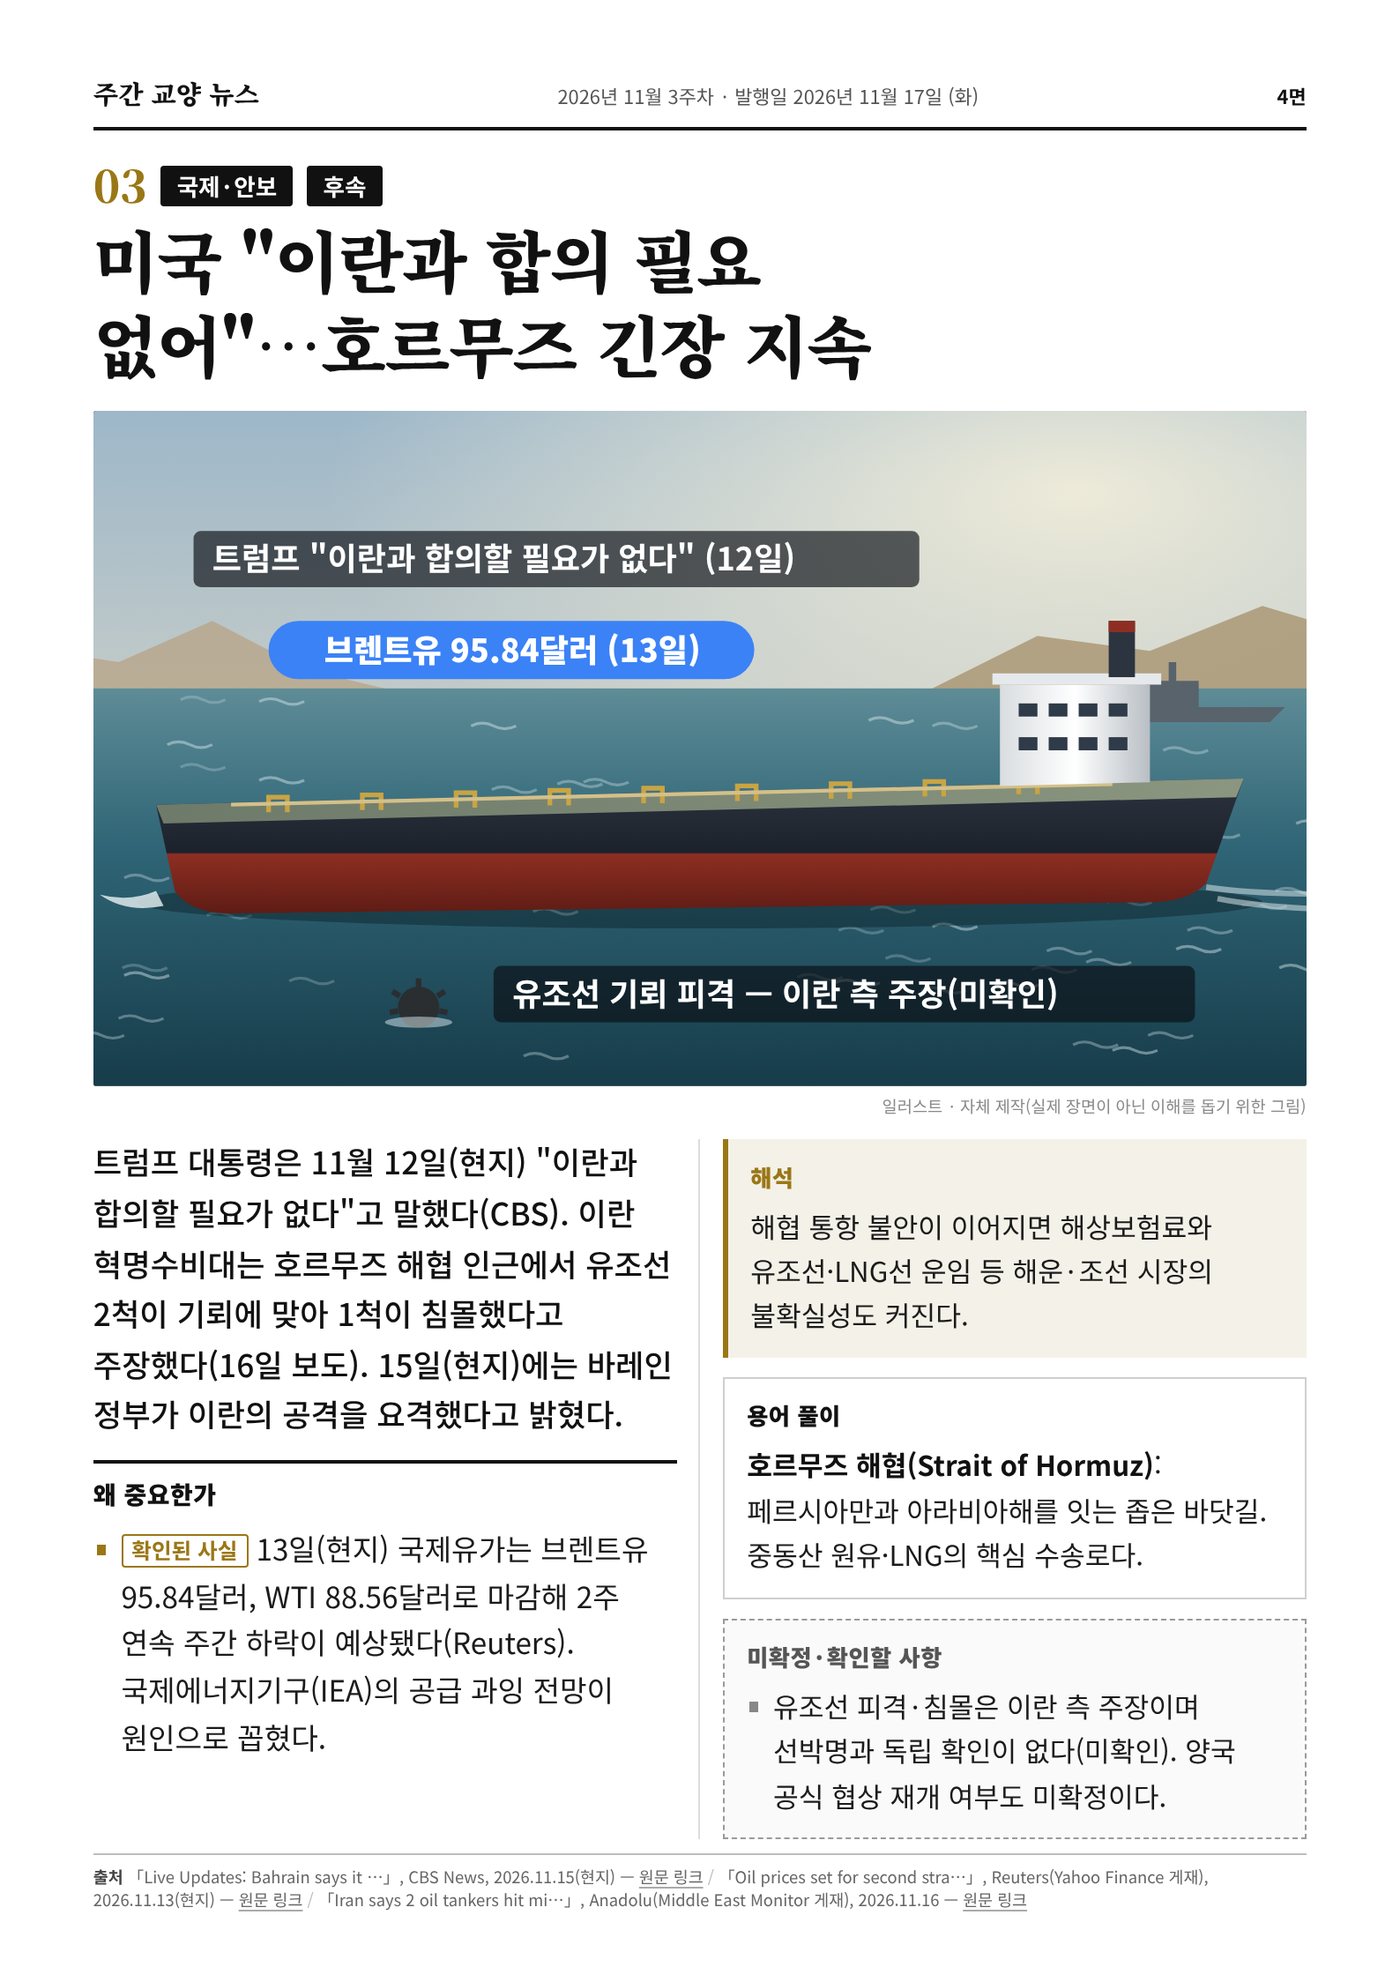 주간 교양 뉴스
2026년 11월 3주차 · 발행일 2026년 11월 17일 (화)
4면
03 국제·안보 후속
미국 "이란과 합의 필요
없어"…호르무즈 긴장 지속
트럼프 "이란과 합의할 필요가 없다" (12일)
브렌트유 95.84달러 (13일)
유조선 기뢰 피격 — 이란 측 주장(미확인)
일러스트 · 자체 제작(실제 장면이 아닌 이해를 돕기 위한 그림)
트럼프 대통령은 11월 12일(현지) "이란과
합의할 필요가 없다"고 말했다(CBS). 이란
혁명수비대는 호르무즈 해협 인근에서 유조선
2척이 기뢰에 맞아 1척이 침몰했다고
주장했다(16일 보도). 15일(현지)에는 바레인
정부가 이란의 공격을 요격했다고 밝혔다.
왜 중요한가
확인된 사실 13일(현지) 국제유가는 브렌트유
95.84달러, WTI 88.56달러로 마감해 2주
연속 주간 하락이 예상됐다(Reuters).
국제에너지기구(IEA)의 공급 과잉 전망이
원인으로 꼽혔다.
해석
해협 통항 불안이 이어지면 해상보험료와
유조선·LNG선 운임 등 해운·조선 시장의
불확실성도 커진다.
용어 풀이
호르무즈 해협(Strait of Hormuz):
페르시아만과 아라비아해를 잇는 좁은 바닷길.
중동산 원유·LNG의 핵심 수송로다.
미확정·확인할 사항
유조선 피격·침몰은 이란 측 주장이며
선박명과 독립 확인이 없다(미확인). 양국
공식 협상 재개 여부도 미확정이다.
출처 「Live Updates: Bahrain says it …」, CBS News, 2026.11.15(현지) — 원문 링크 / 「Oil prices set for second stra…」, Reuters(Yahoo Finance 게재),
2026.11.13(현지) — 원문 링크 / 「Iran says 2 oil tankers hit mi…」, Anadolu(Middle East Monitor 게재), 2026.11.16 — 원문 링크